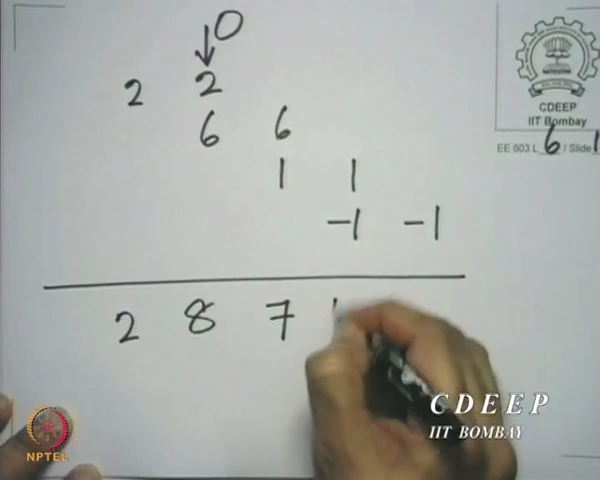 0
2 2
6 6
1 1
-1 -1
2 8 7
CDEEP
IIT Bombay
EE 603 L 6 / Slide 1
CDEEP
IIT BOMBAY
NPTEL